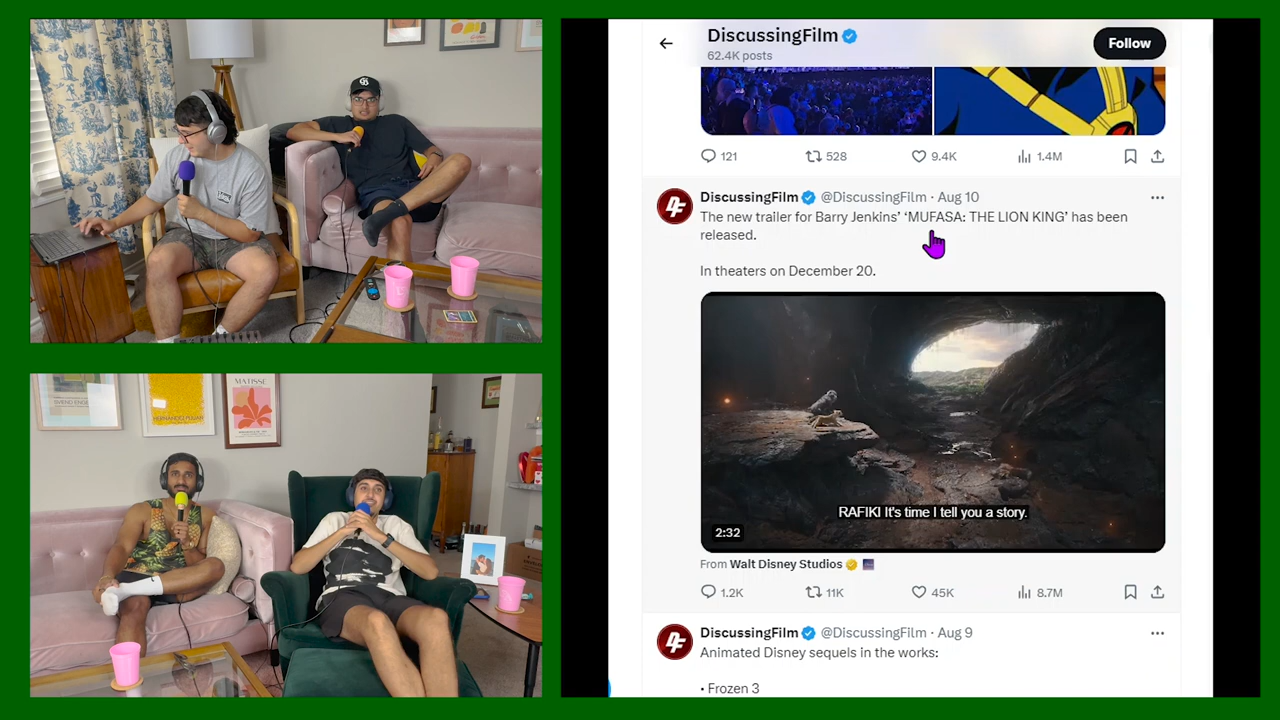 DiscussingFilm
62.4K posts
Follow
121
528
9.4K
1.4M
DiscussingFilm @DiscussingFilm · Aug 10
The new trailer for Barry Jenkins' 'MUFASA: THE LION KING' has been
released.
In theaters on December 20.
RAFIKI It's time I tell you a story.
2:32
From Walt Disney Studios
1.2K
11K
45K
8.7M
DiscussingFilm @DiscussingFilm · Aug 9
Animated Disney sequels in the works:
• Frozen 3
MATISSE